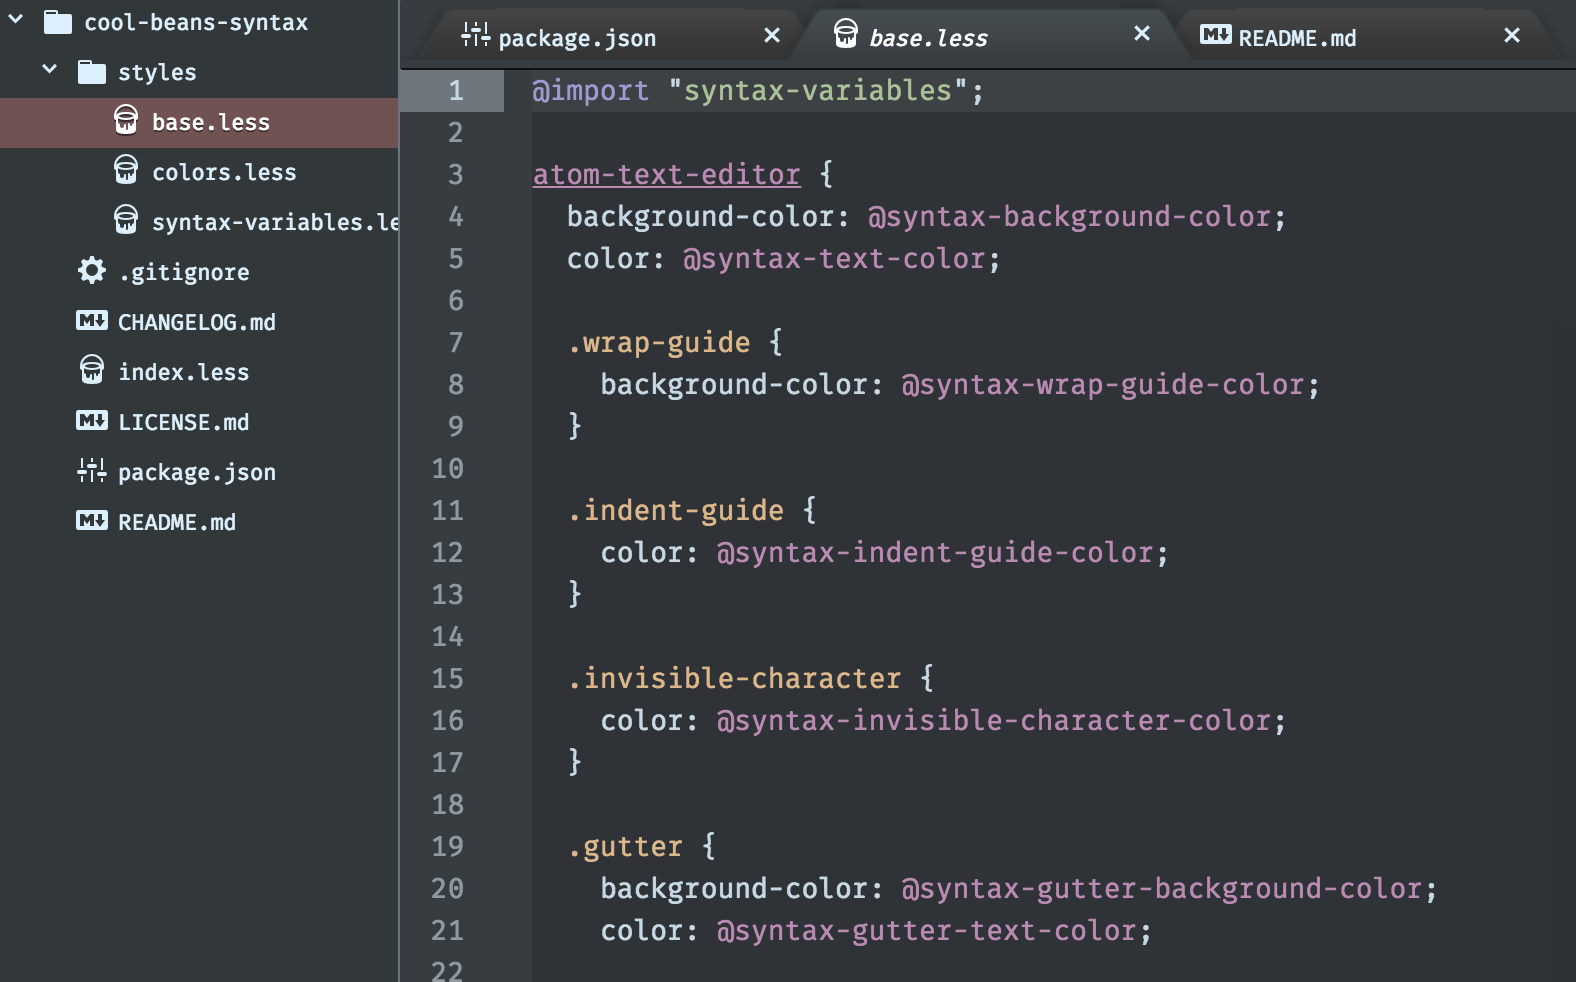 cool-beans-syntax
styles
base.less
colors.less
syntax-variables.le
.gitignore
CHANGELOG.md
index.less
LICENSE.md
package.json
README.md
package.json
base.less
README.md
1 @import "syntax-variables";
2
3 atom-text-editor {
4 background-color: @syntax-background-color;
5 color: @syntax-text-color;
6
7 .wrap-guide {
8 background-color: @syntax-wrap-guide-color;
9 }
10
11 .indent-guide {
12 color: @syntax-indent-guide-color;
13 }
14
15 .invisible-character {
16 color: @syntax-invisible-character-color;
17 }
18
19 .gutter {
20 background-color: @syntax-gutter-background-color;
21 color: @syntax-gutter-text-color;
22